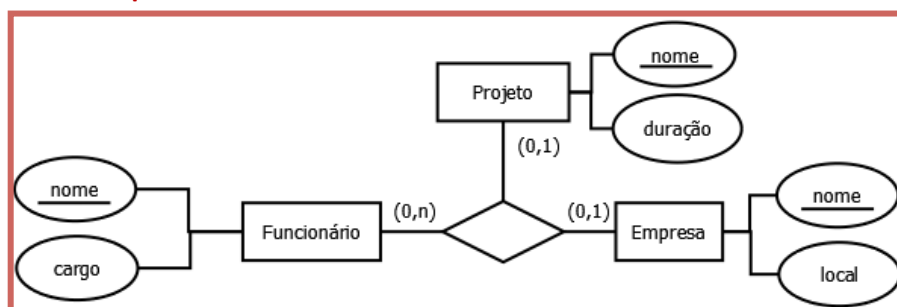 nome
Projeto
duração
(0,1)
nome
(0,n)
(0,1)
nome
Funcionário
Empresa
cargo
local